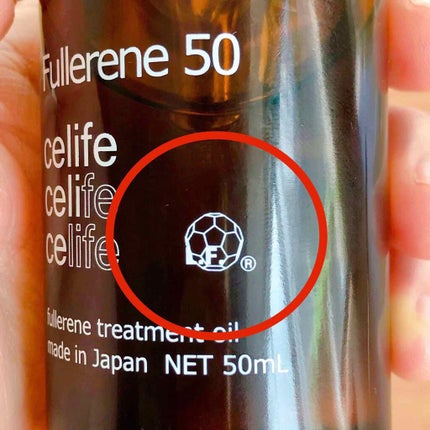 Fullerene 50
celife
celife
celife
L.F. ®
fullerene treatment oil
made in Japan NET 50mL